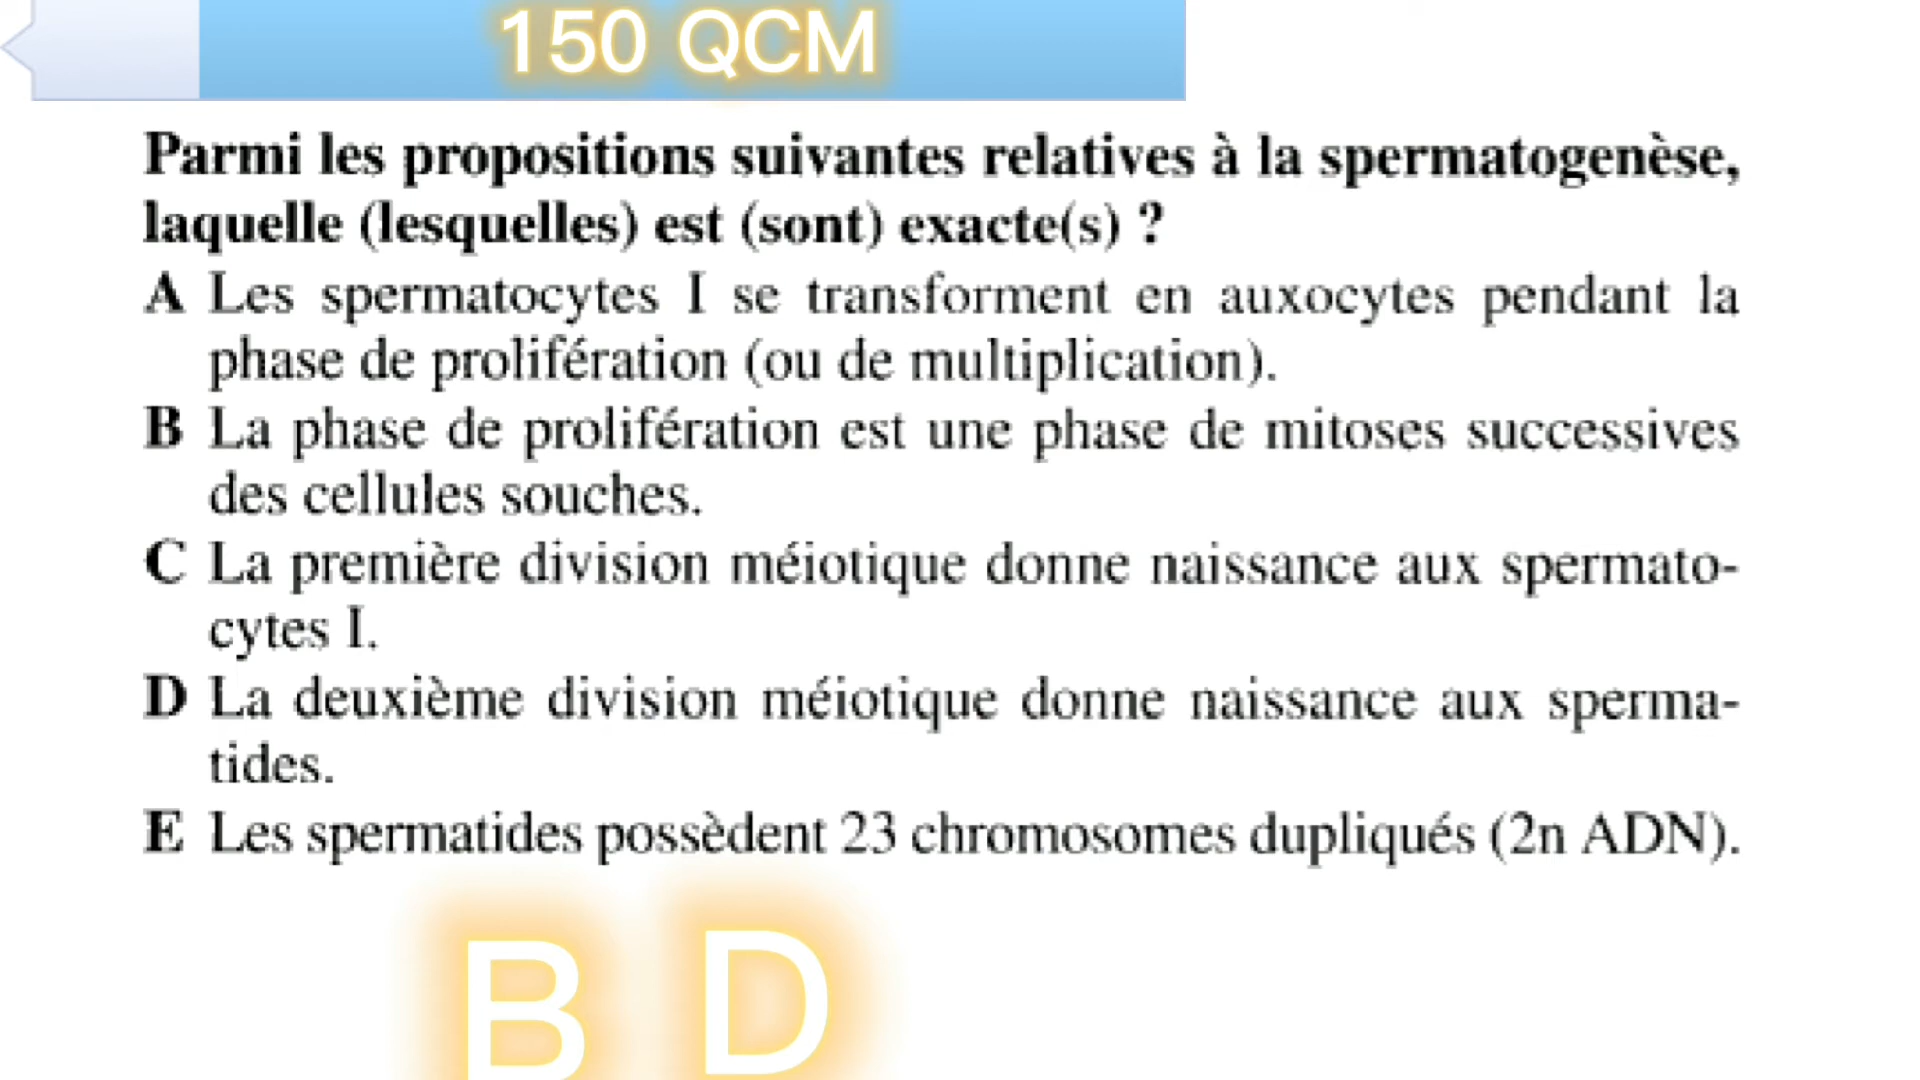 150 QCM
Parmi les propositions suivantes relatives à la spermatogenèse,
laquelle (lesquelles) est (sont) exacte(s) ?
A Les spermatocytes I se transforment en auxocytes pendant la
phase de prolifération (ou de multiplication).
B La phase de prolifération est une phase de mitoses successives
des cellules souches.
C La première division méiotique donne naissance aux spermato-
cytes I.
D La deuxième division méiotique donne naissance aux sperma-
tides.
E Les spermatides possèdent 23 chromosomes dupliqués (2n ADN).
B D